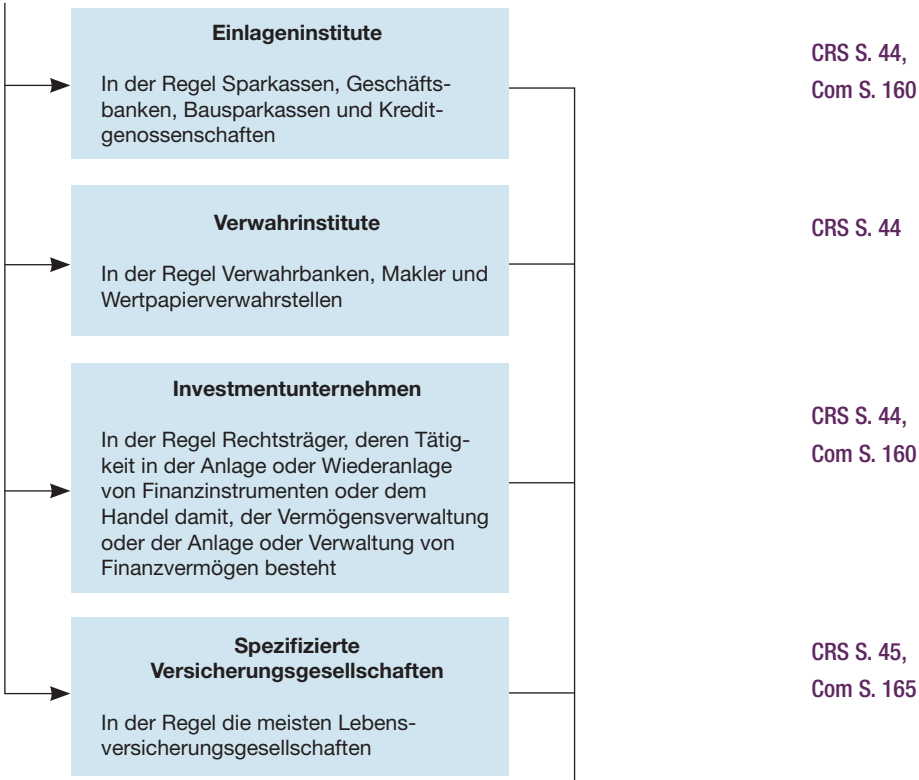 Einlageninstitute
In der Regel Sparkassen, Geschäfts-
banken, Bausparkassen und Kredit-
genossenschaften
CRS S. 44,
Com S. 160
Verwahrinstitute
In der Regel Verwahrbanken, Makler und
Wertpapierverwahrstellen
CRS S. 44
Investmentunternehmen
In der Regel Rechtsträger, deren Tätig-
keit in der Anlage oder Wiederanlage
von Finanzinstrumenten oder dem
Handel damit, der Vermögensverwaltung
oder der Anlage oder Verwaltung von
Finanzvermögen besteht
CRS S. 44,
Com S. 160
Spezifizierte
Versicherungsgesellschaften
In der Regel die meisten Lebens-
versicherungsgesellschaften
CRS S. 45,
Com S. 165